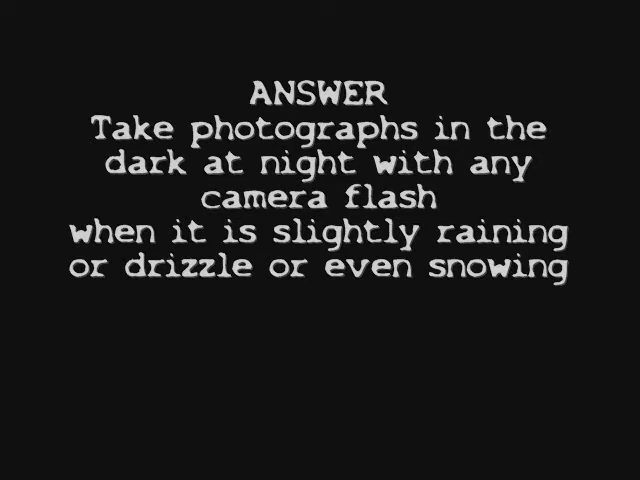 ANSWER
Take photographs in the
dark at night with any
camera flash
when it is slightly raining
or drizzle or even snowing